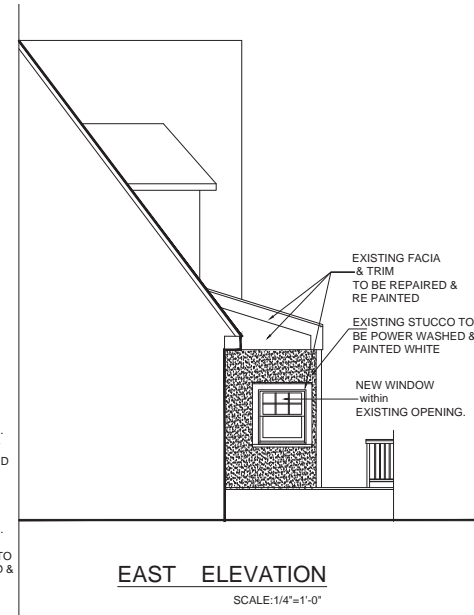 EXISTING FACIA
& TRIM
TO BE REPAIRED &
RE PAINTED
EXISTING STUCCO TO
BE POWER WASHED &
PAINTED WHITE
NEW WINDOW
within
EXISTING OPENING.
D
TO
&
EAST ELEVATION
SCALE:1/4"=1'-0"